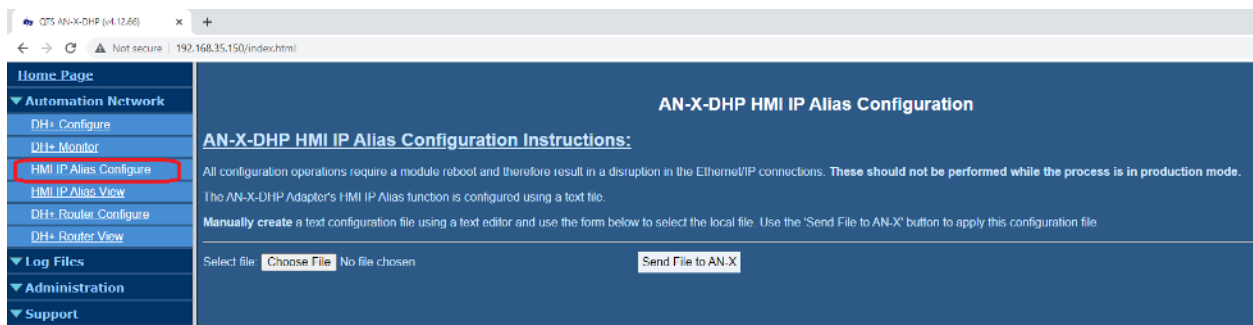 QTS AN-X-DHP (v4.12.66)
Not secure | 192.168.35.150/index.html
Home Page
Automation Network
DH+ Configure
DH+ Monitor
HMI IP Alias Configure
HMI IP Alias View
DH+ Router Configure
DH+ Router View
Log Files
Administration
Support
AN-X-DHP HMI IP Alias Configuration
AN-X-DHP HMI IP Alias Configuration Instructions:
All configuration operations require a module reboot and therefore result in a disruption in the Ethernet/IP connections. These should not be performed while the process is in production mode.
The AN-X-DHP Adapter's HMI IP Alias function is configured using a text file.
Manually create a text configuration file using a text editor and use the form below to select the local file. Use the 'Send File to AN-X' button to apply this configuration file.
Select file: Choose File No file chosen Send File to AN-X